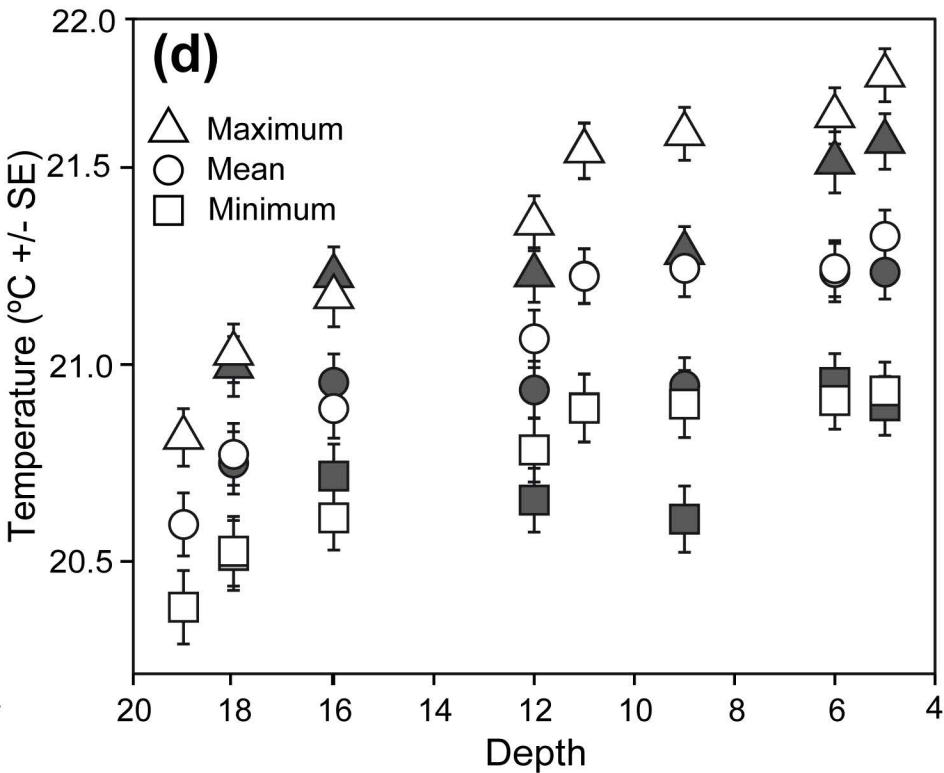 (d)
Maximum
Mean
Minimum
Temperature (ºC +/- SE)
22.0
21.5
21.0
20.5
20 18 16 14 12 10 8 6 4
Depth